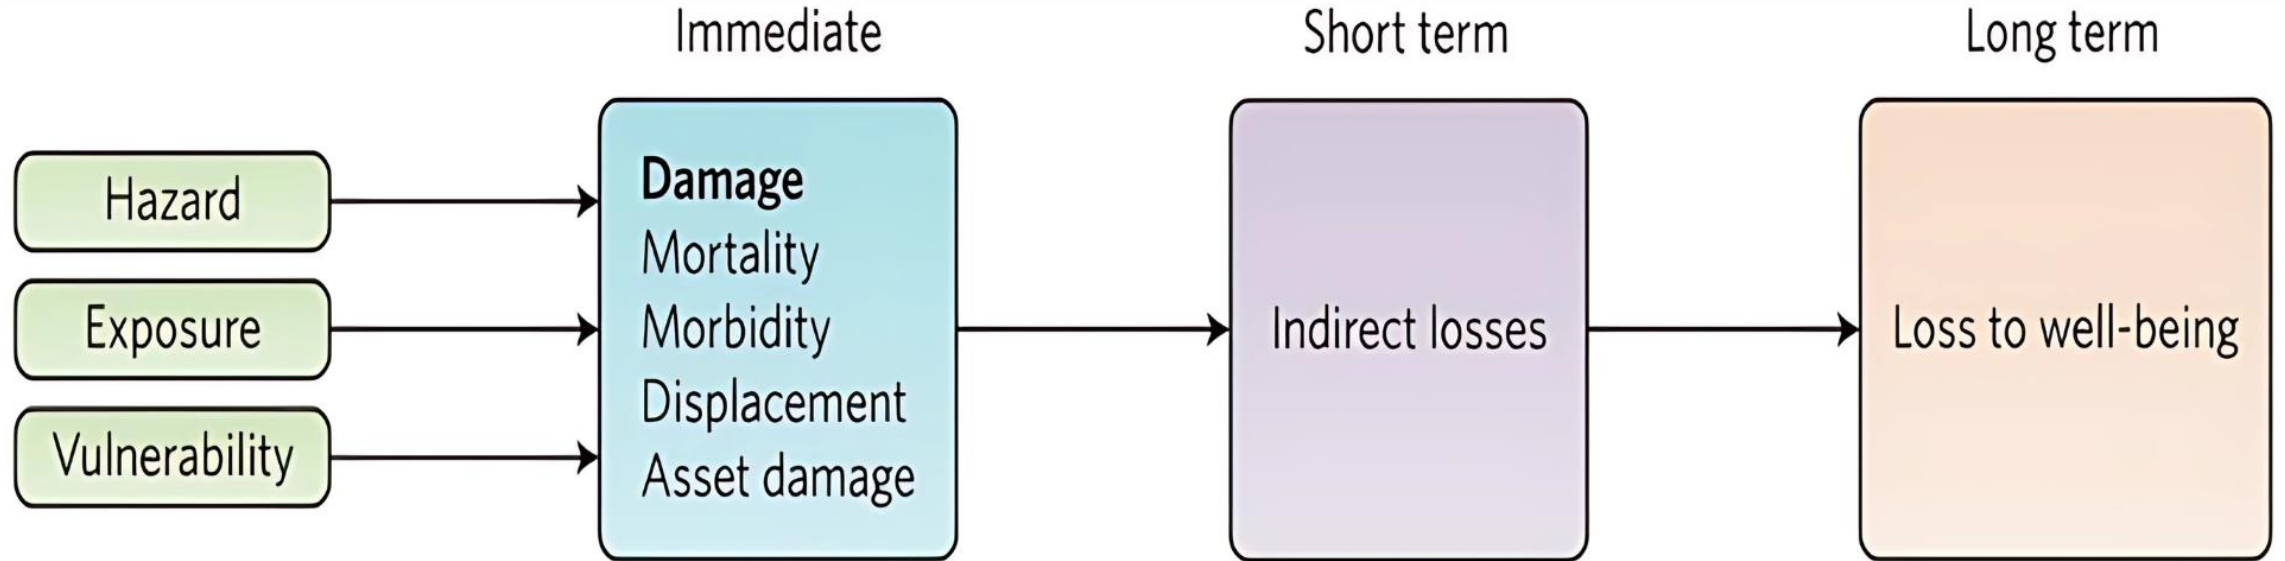 Immediate
Short term
Long term
Hazard
Exposure
Vulnerability
Damage
Mortality
Morbidity
Displacement
Asset damage
Indirect losses
Loss to well-being